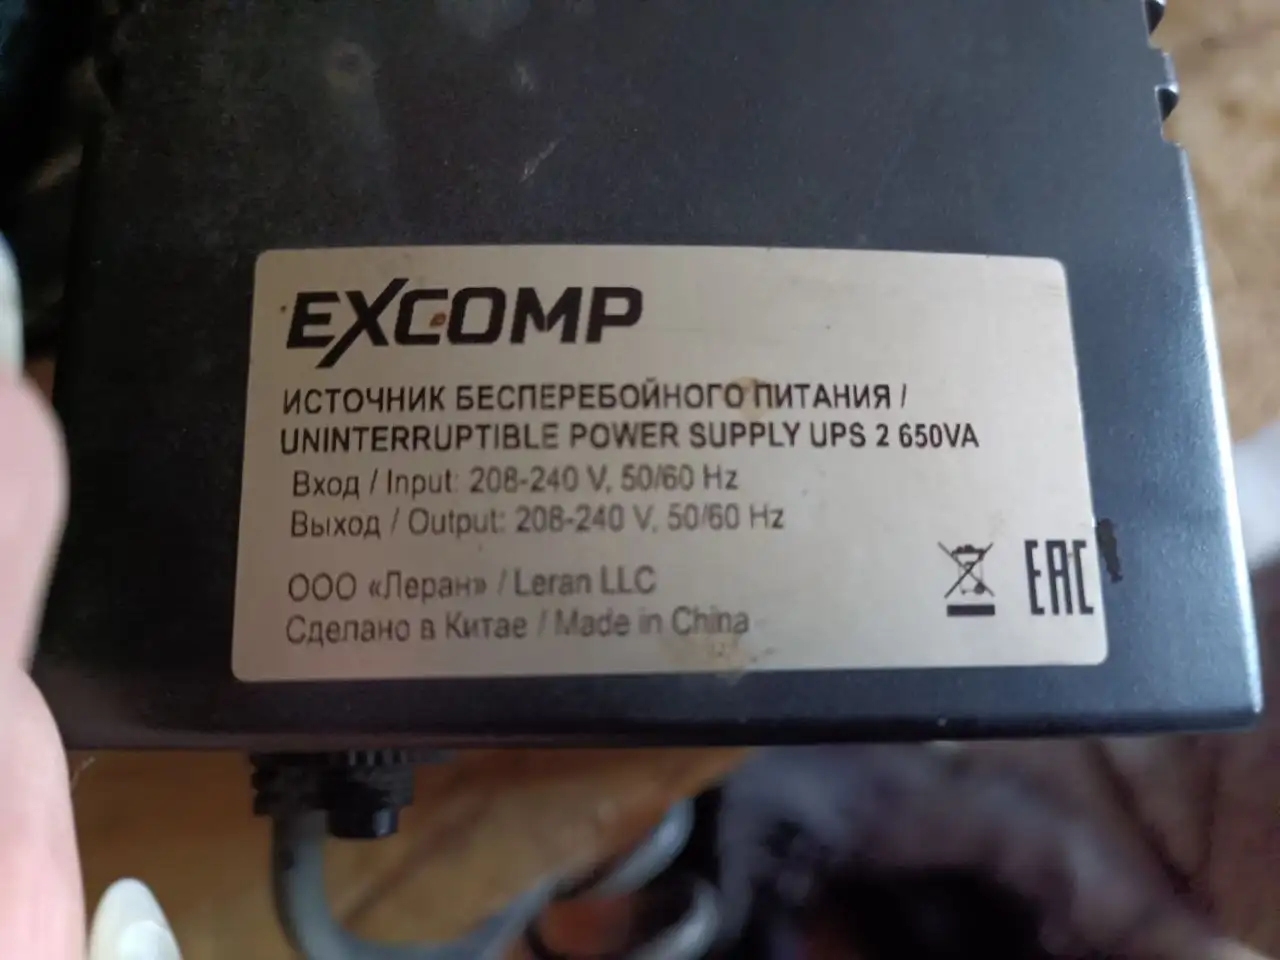 EXCOMP
ИСТОЧНИК БЕСПЕРЕБОЙНОГО ПИТАНИЯ /
UNINTERRUPTIBLE POWER SUPPLY UPS 2 650VA
Вход / Input: 208-240 V, 50/60 Hz
Выход / Output: 208-240 V, 50/60 Hz
ООО «Леран» / Leran LLC
Сделано в Китае / Made in China
EAC